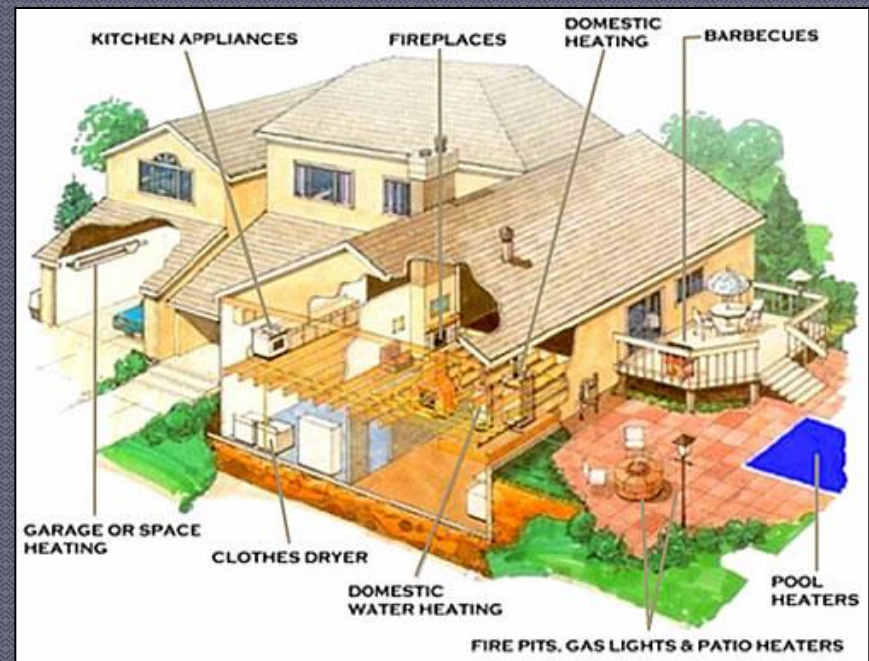 KITCHEN APPLIANCES
FIREPLACES
DOMESTIC
HEATING
BARBECUES
GARAGE OR SPACE
HEATING
CLOTHES DRYER
DOMESTIC
WATER HEATING
POOL
HEATERS
FIRE PITS, GAS LIGHTS & PATIO HEATERS